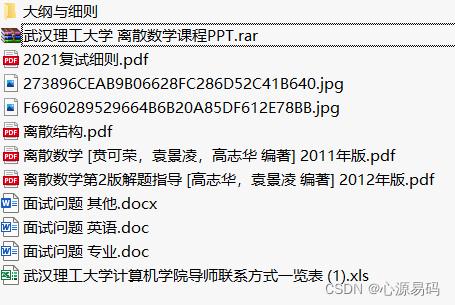 大纲与细则
武汉理工大学 离散数学课程PPT.rar
2021复试细则.pdf
273896CEAB9B06628FC286D52C41B640.jpg
F6960289529664B6B20A85DF612E78BB.jpg
离散结构.pdf
离散数学 [贲可荣，袁景凌，高志华 编著] 2011年版.pdf
离散数学第2版解题指导 [高志华，袁景凌 编著] 2012年版.pdf
面试问题 其他.docx
面试问题 英语.doc
面试问题 专业.doc
武汉理工大学计算机学院导师联系方式一览表 (1).xls
CSDN @心源易码